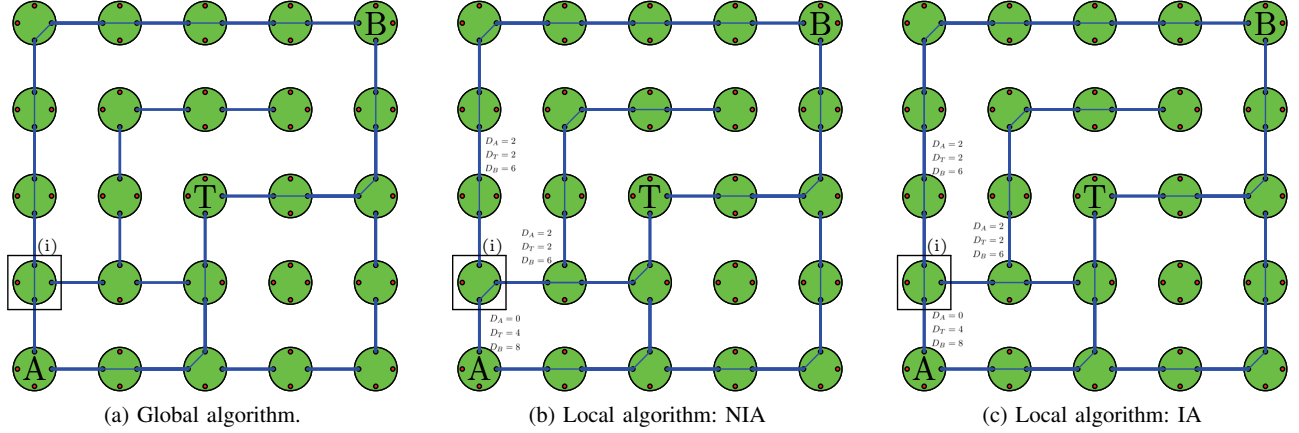 B
B
B
D_A = 2
D_T = 2
D_B = 6
D_A = 2
D_T = 2
D_B = 6
T
T
T
D_A = 2
D_T = 2
D_B = 6
D_A = 2
D_T = 2
D_B = 6
(i)
(i)
(i)
D_A = 0
D_T = 4
D_B = 8
D_A = 0
D_T = 4
D_B = 8
A
A
A
(a) Global algorithm.
(b) Local algorithm: NIA
(c) Local algorithm: IA